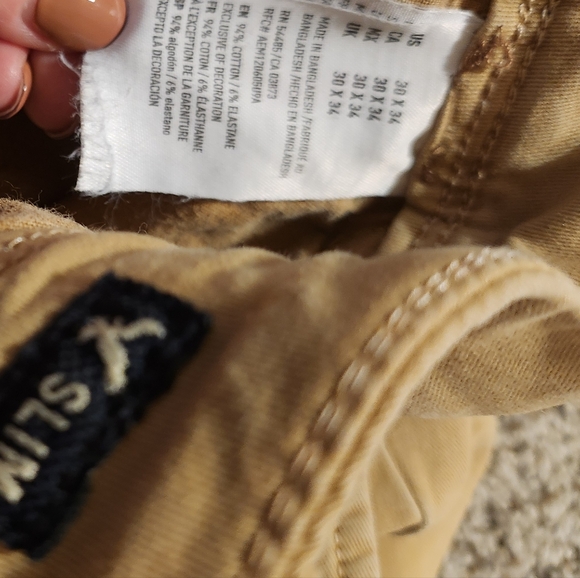 US 30 X 34
CA 30 X 34
MX 30 X 34
UK 30 X 34
MADE IN BANGLADESH /FABRIQUÉ AU
BANGLADESH /HECHO EN BANGLADESH
RN 54485/CA 03073
EN 94% COTTON / 6% ELASTANE
EXCLUSIVE OF DECORATION
FR 94% COTON / 6% ÉLASTHANNE
À L'EXCEPTION DE LA GARNITURE
SP 94% algodón / 6% elastano
EXCEPTO LA DECORACIÓN
SLIM